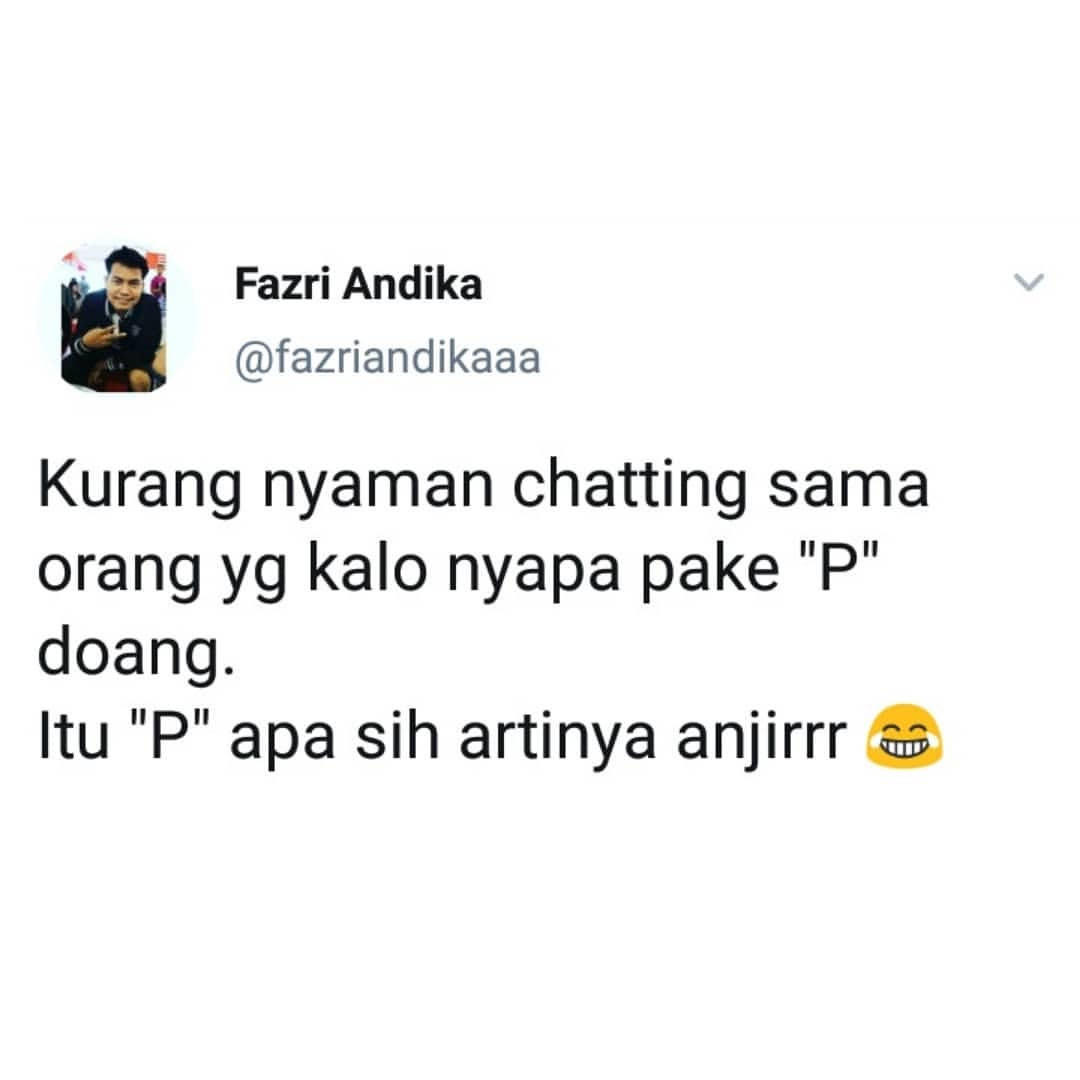 Fazri Andika
@fazriandikaaa
Kurang nyaman chatting sama
orang yg kalo nyapa pake "P"
doang.
Itu "P" apa sih artinya anjirrr 😂